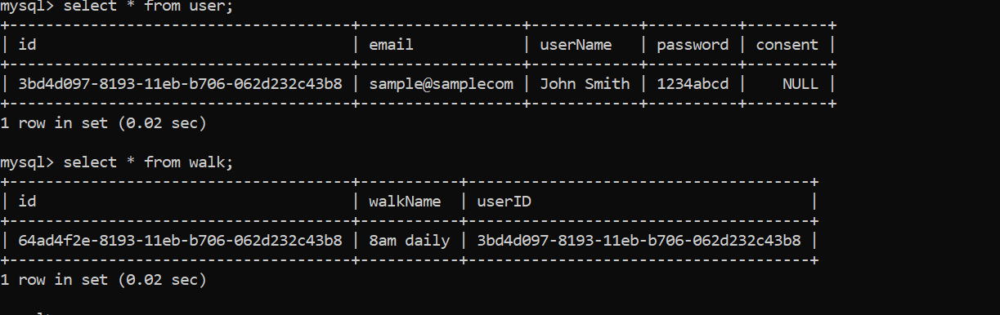 mysql> select * from user;
+--------------------------------------+------------------+------------+----------+---------+
| id                                   | email            | userName   | password | consent |
+--------------------------------------+------------------+------------+----------+---------+
| 3bd4d097-8193-11eb-b706-062d232c43b8 | sample@samplecom | John Smith | 1234abcd |    NULL |
+--------------------------------------+------------------+------------+----------+---------+
1 row in set (0.02 sec)
mysql> select * from walk;
+--------------------------------------+-----------+--------------------------------------+
| id                                   | walkName  | userID                               |
+--------------------------------------+-----------+--------------------------------------+
| 64ad4f2e-8193-11eb-b706-062d232c43b8 | 8am daily | 3bd4d097-8193-11eb-b706-062d232c43b8 |
+--------------------------------------+-----------+--------------------------------------+
1 row in set (0.02 sec)